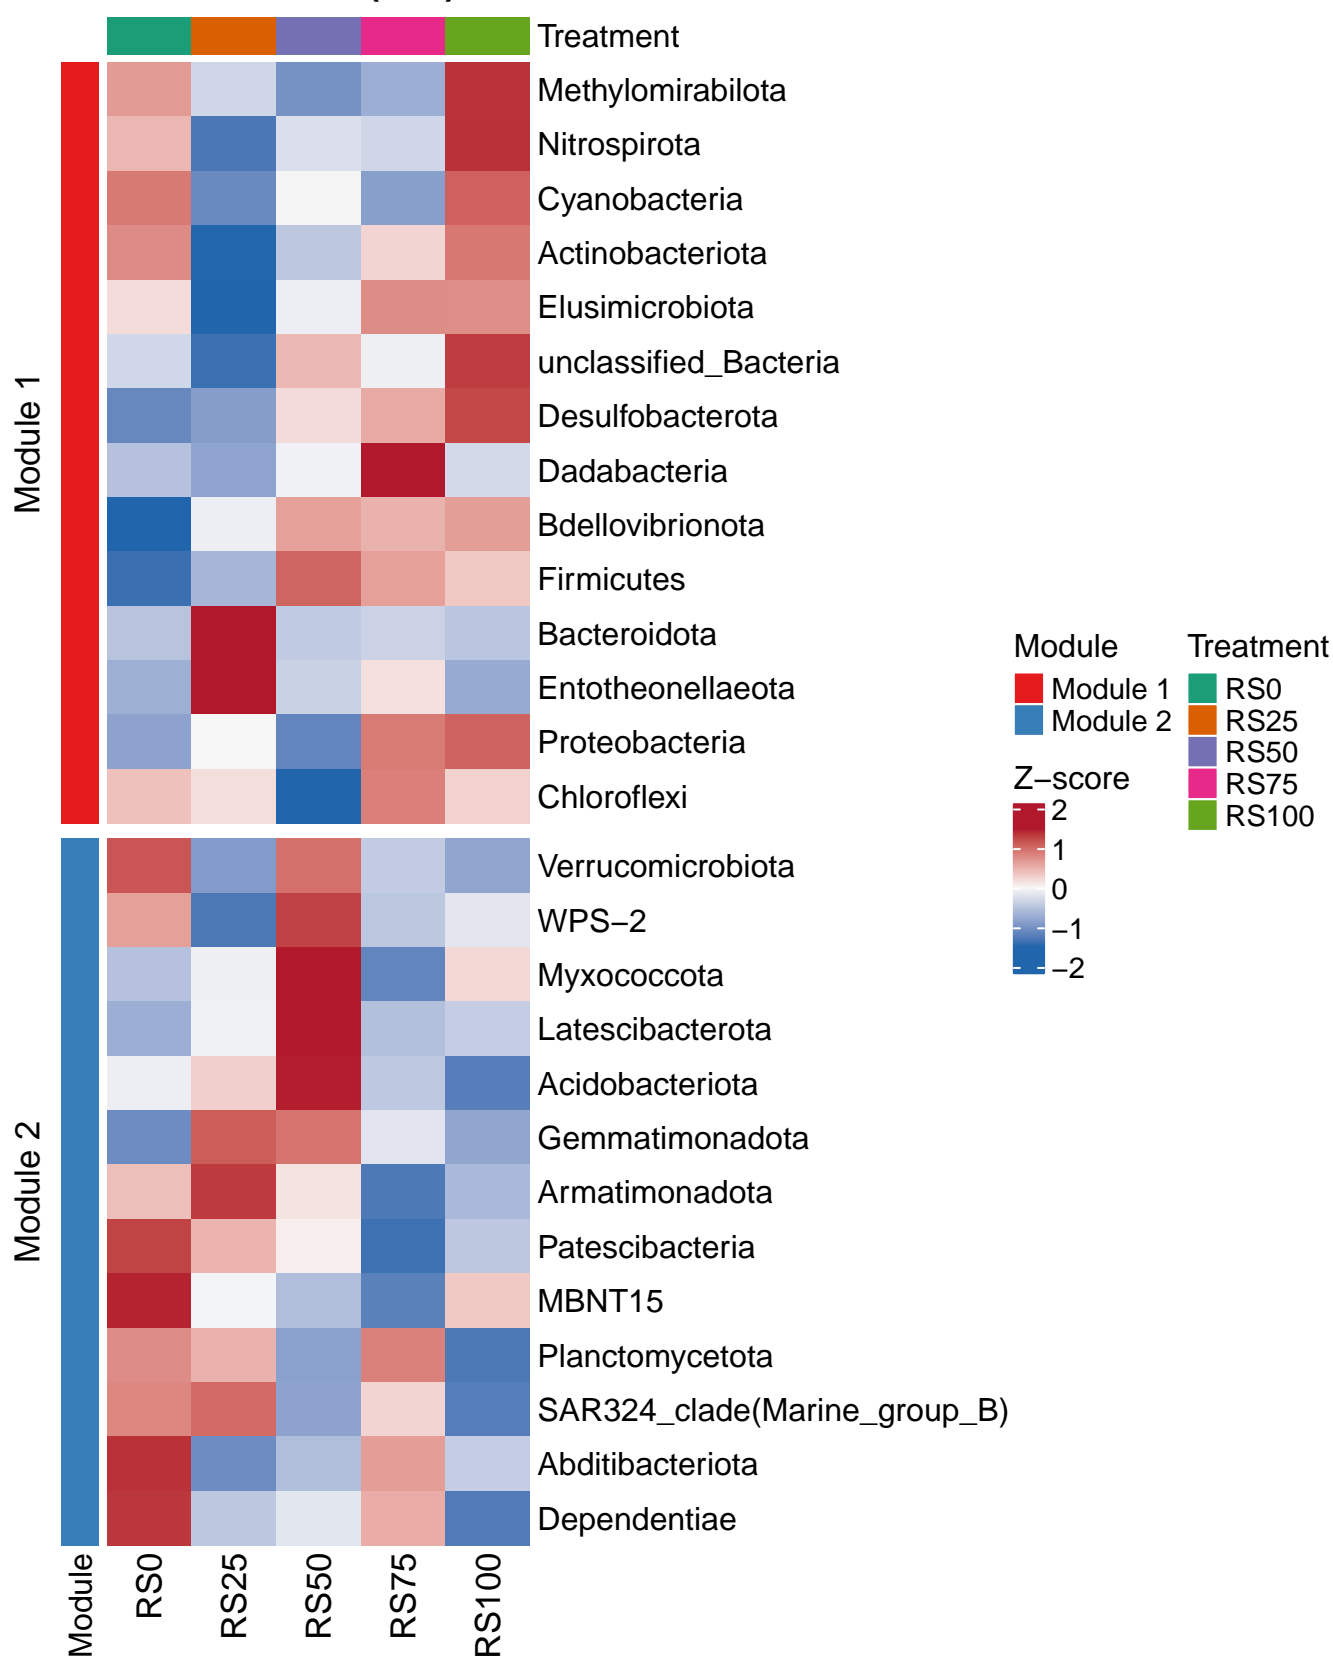 Treatment
Methylomirabilota
Nitrospirota
Cyanobacteria
Actinobacteriota
Elusimicrobiota
unclassified_Bacteria
Desulfobacterota
Dadabacteria
Bdellovibrionota
Firmicutes
Bacteroidota
Entotheonellaeota
Proteobacteria
Chloroflexi
Module 1
Verrucomicrobiota
WPS−2
Myxococcota
Latescibacterota
Acidobacteriota
Gemmatimonadota
Armatimonadota
Patescibacteria
MBNT15
Planctomycetota
SAR324_clade(Marine_group_B)
Abditibacteriota
Dependentiae
Module 2
Module
RS0
RS25
RS50
RS75
RS100
Module
Module 1
Module 2
Z−score
2
1
0
−1
−2
Treatment
RS0
RS25
RS50
RS75
RS100